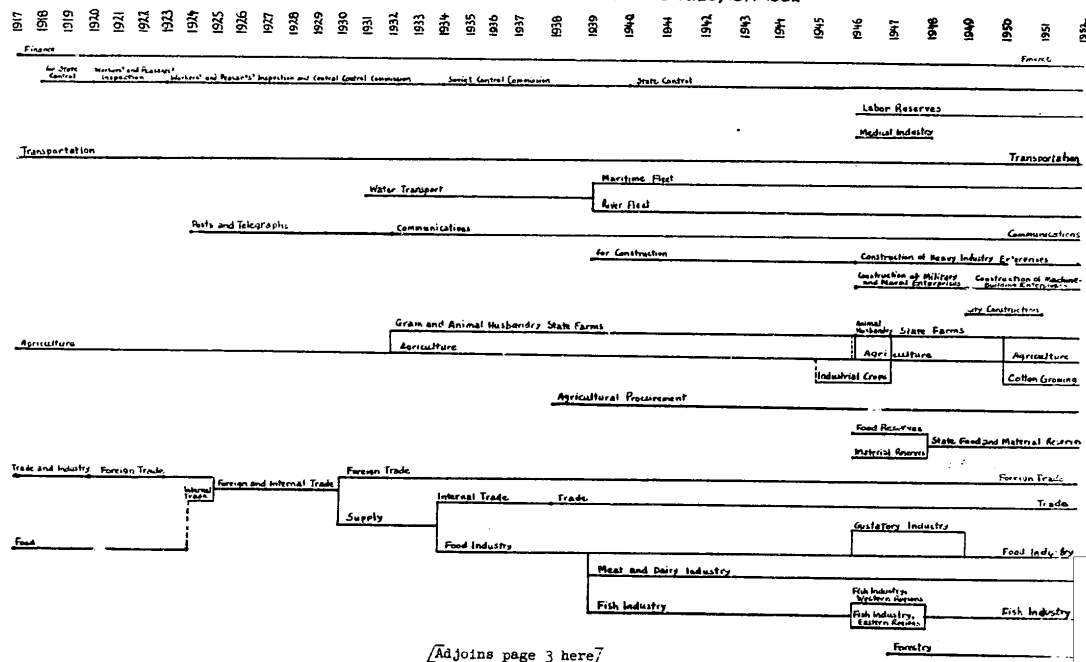 1917 1918 1919 1920 1921 1922 1923 1924 1925 1926 1927 1928 1929 1930 1931 1932 1933 1934 1935 1936 1937 1938 1939 1940 1941 1942 1943 1944 1945 1946 1947 1948 1949 1950 1951 1952
Finance Finance
for State Control
Workers' and Peasants' Inspection
Workers' and Peasants' Inspection and Central Control Commission
Soviet Control Commission
State Control
Labor Reserves
Medical Industry
Transportation Transportation
Water Transport
Maritime Fleet
River Fleet
Posts and Telegraphs
Communications Communications
for Construction
Construction of Heavy Industry Enterprises
Construction of Military and Naval Enterprises
Construction of Machine-Building Enterprises
City Construction
Grain and Animal Husbandry State Farms
Animal Husbandry
State Farms
Agriculture
Agriculture
Agriculture
Agriculture
Industrial Crops
Cotton Growing
Agricultural Procurement
Food Reserves
State Food and Material Reserves
Material Reserves
Trade and Industry
Foreign Trade
Foreign Trade
Foreign Trade
Internal Trade
Foreign and Internal Trade
Internal Trade
Trade
Trade
Supply
Gustatory Industry
Food
Food Industry
Food Industry
Meat and Dairy Industry
Fish Industry, Western Regions
Fish Industry
Fish Industry, Eastern Regions
Fish Industry
Forestry
[Adjoins page 3 here]